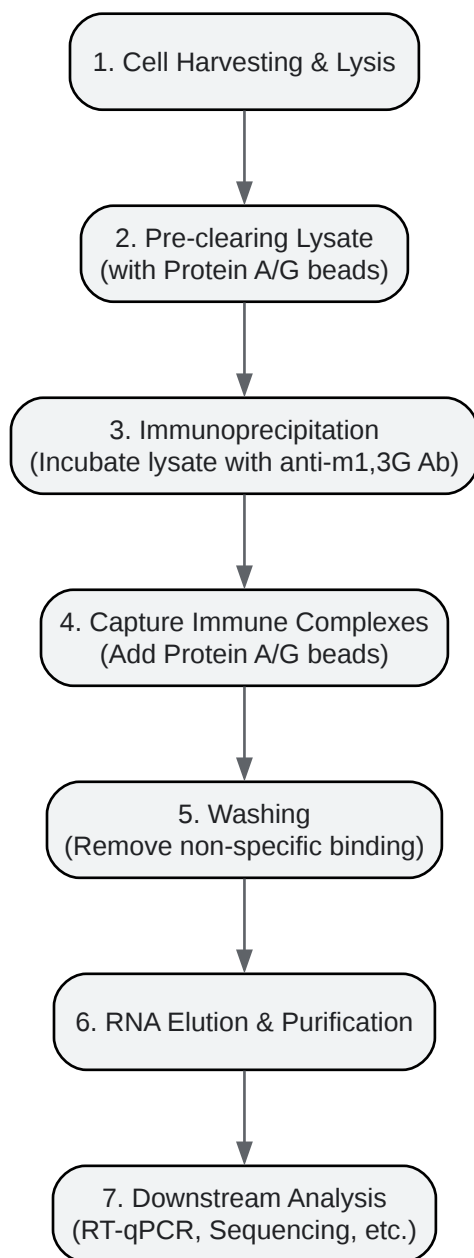 1. Cell Harvesting & Lysis
2. Pre-clearing Lysate
(with Protein A/G beads)
3. Immunoprecipitation
(Incubate lysate with anti-m1,3G Ab)
4. Capture Immune Complexes
(Add Protein A/G beads)
5. Washing
(Remove non-specific binding)
6. RNA Elution & Purification
7. Downstream Analysis
(RT-qPCR, Sequencing, etc.)